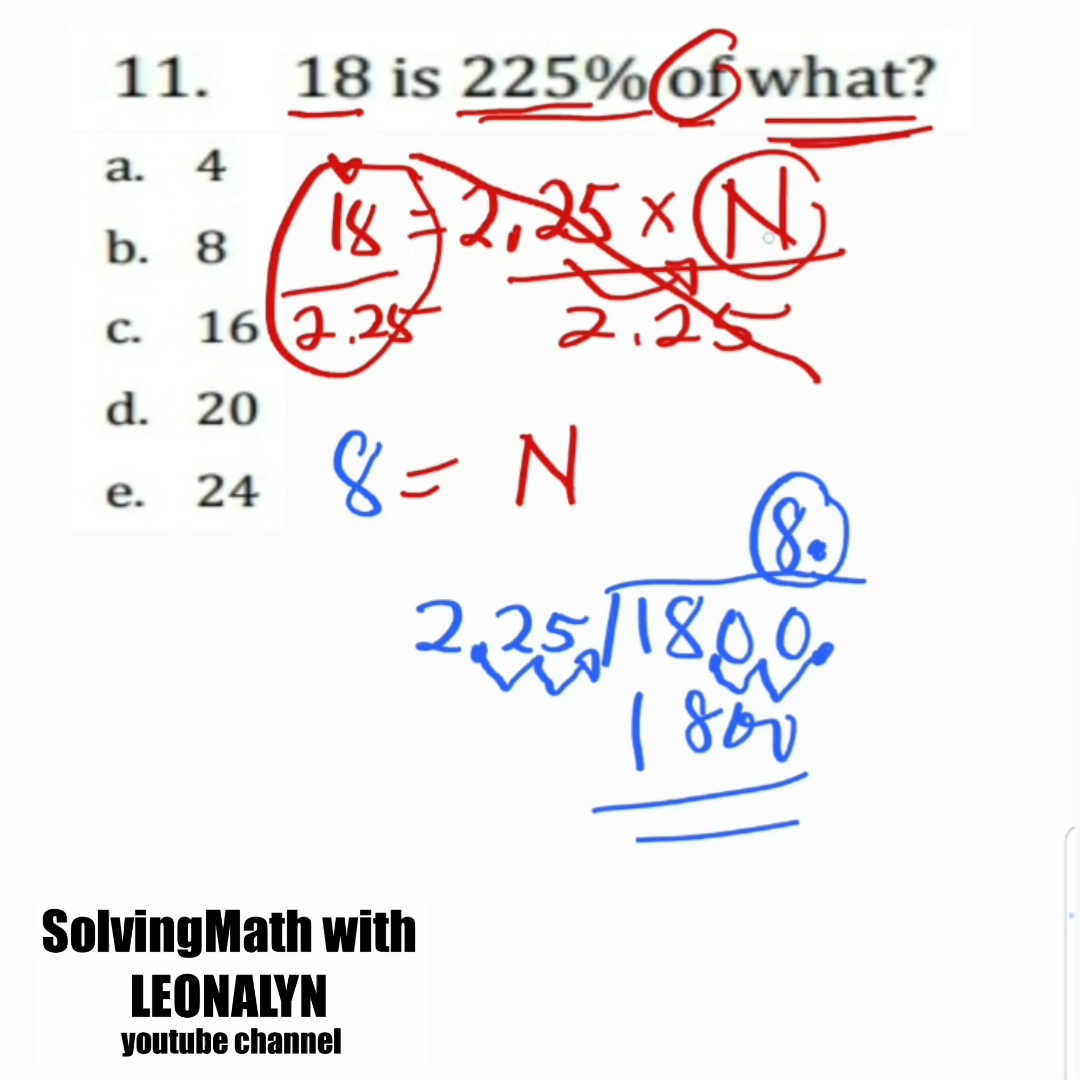 11. 18 is 225% of what?
a. 4
b. 8
c. 16
d. 20
e. 24
18 = 2.25 × N
2.25 2.25
8 = N
8.
2.25 1800.
1800
SolvingMath with
LEONALYN
youtube channel